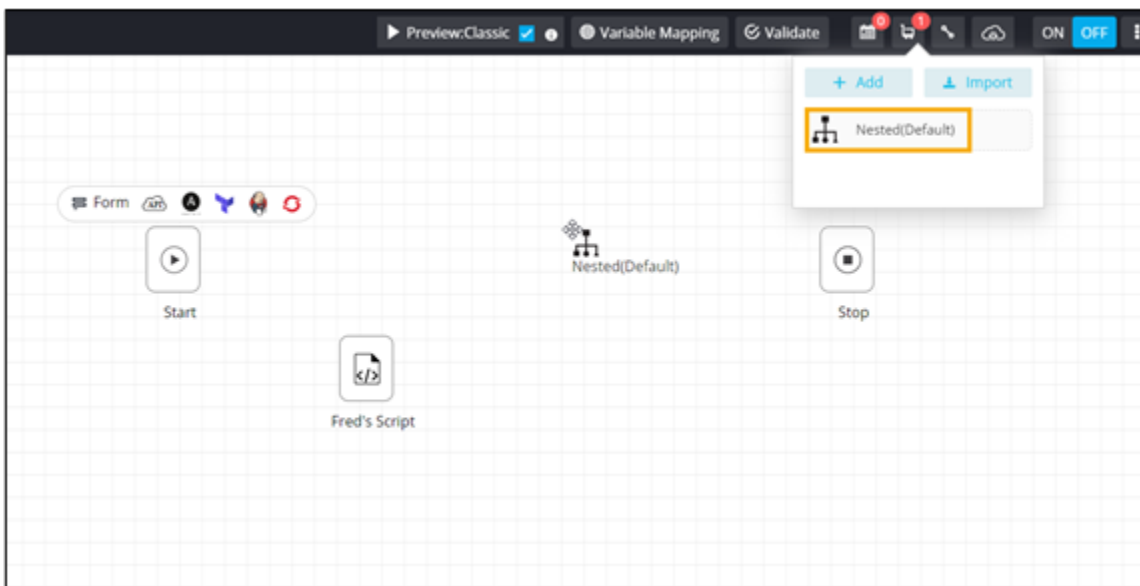 Preview:Classic
Variable Mapping
Validate
0
1
ON
OFF
+ Add
Import
Nested(Default)
Form
API
A
Nested(Default)
Start
Stop
</>
Fred's Script